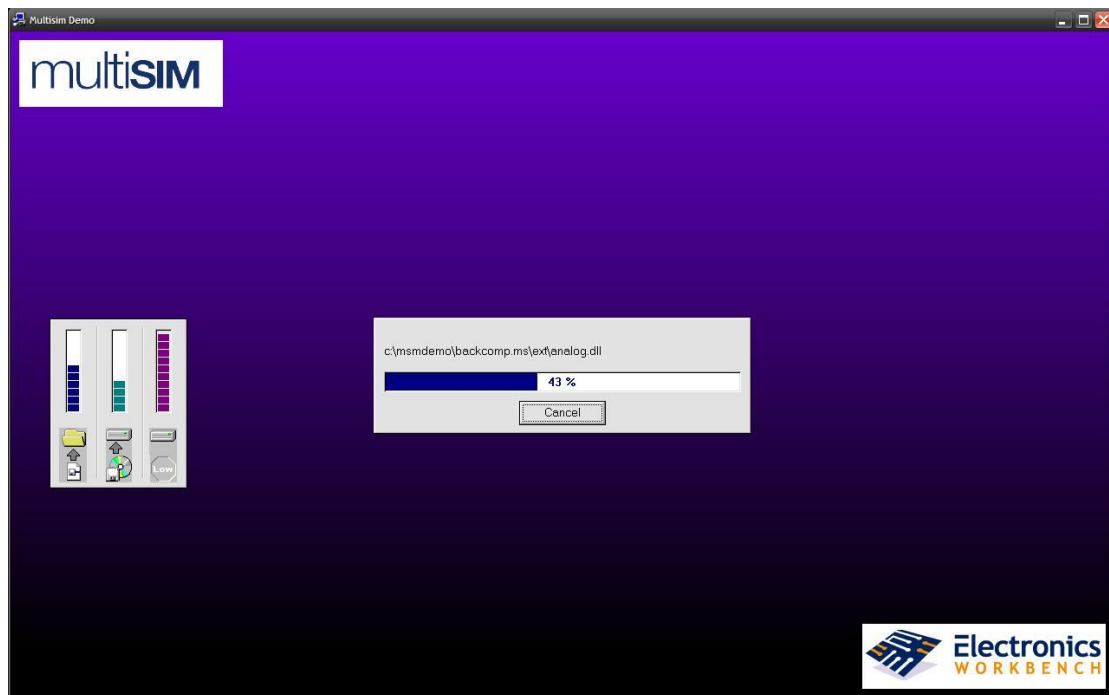 Multisim Demo
multiSIM
c:\msmdemo\backcomp.ms\ext\analog.dll
43 %
Cancel
Low
Electronics
WORKBENCH